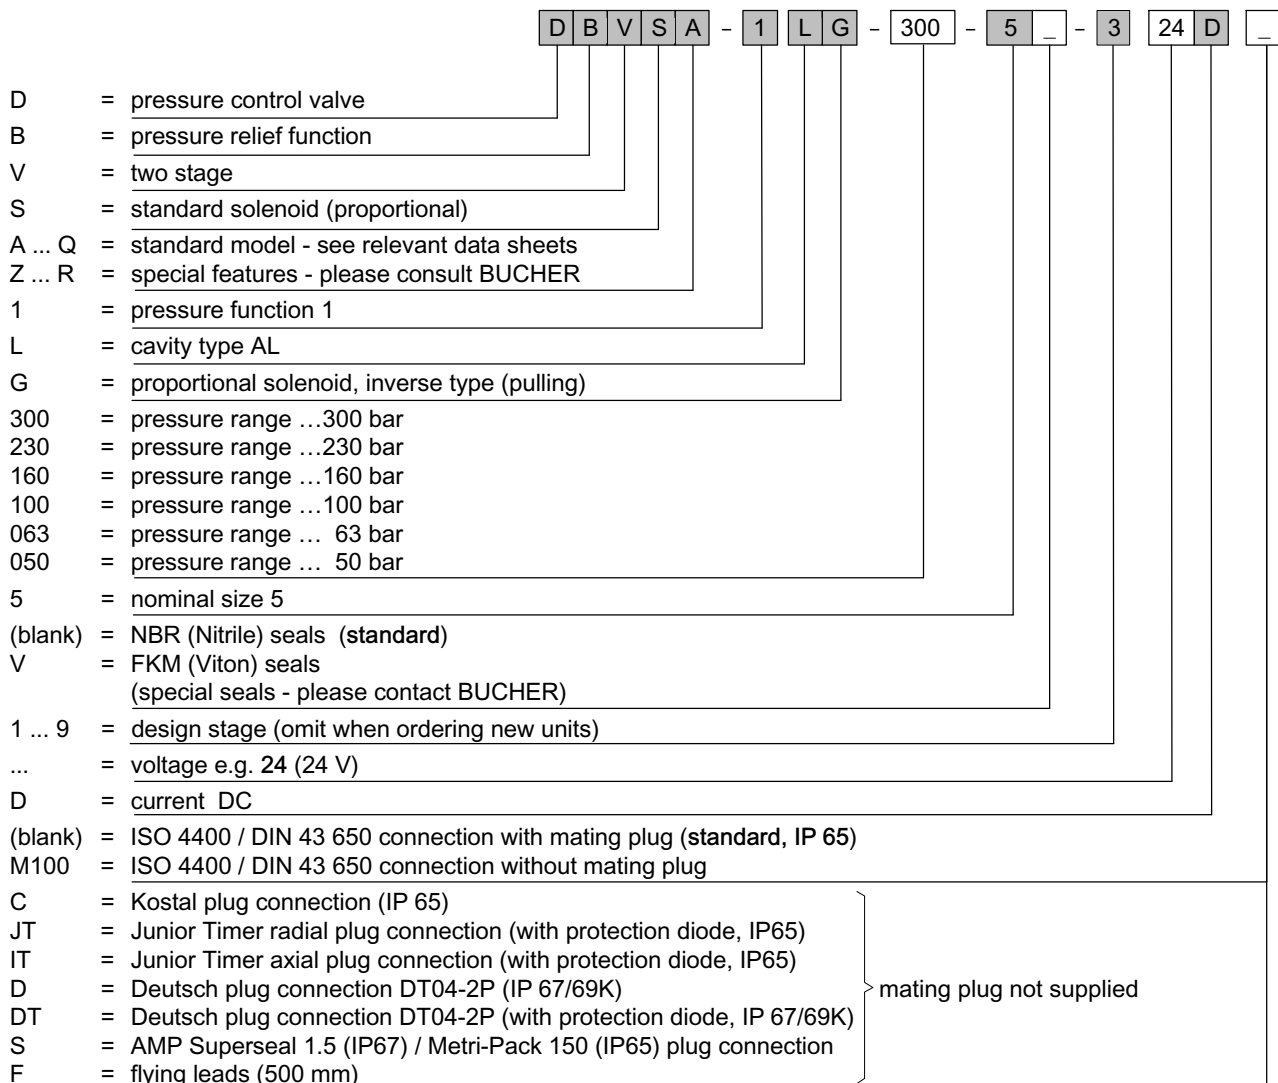 D B V S A - 1 L G - 300 - 5 _ - 3 24 D _
D = pressure control valve
B = pressure relief function
V = two stage
S = standard solenoid (proportional)
A ... Q = standard model - see relevant data sheets
Z ... R = special features - please consult BUCHER
1 = pressure function 1
L = cavity type AL
G = proportional solenoid, inverse type (pulling)
300 = pressure range …300 bar
230 = pressure range …230 bar
160 = pressure range …160 bar
100 = pressure range …100 bar
063 = pressure range … 63 bar
050 = pressure range … 50 bar
5 = nominal size 5
(blank) = NBR (Nitrile) seals (standard)
V = FKM (Viton) seals
(special seals - please contact BUCHER)
1 ... 9 = design stage (omit when ordering new units)
... = voltage e.g. 24 (24 V)
D = current DC
(blank) = ISO 4400 / DIN 43 650 connection with mating plug (standard, IP 65)
M100 = ISO 4400 / DIN 43 650 connection without mating plug
C = Kostal plug connection (IP 65)
JT = Junior Timer radial plug connection (with protection diode, IP65)
IT = Junior Timer axial plug connection (with protection diode, IP65)
D = Deutsch plug connection DT04-2P (IP 67/69K) mating plug not supplied
DT = Deutsch plug connection DT04-2P (with protection diode, IP 67/69K)
S = AMP Superseal 1.5 (IP67) / Metri-Pack 150 (IP65) plug connection
F = flying leads (500 mm)